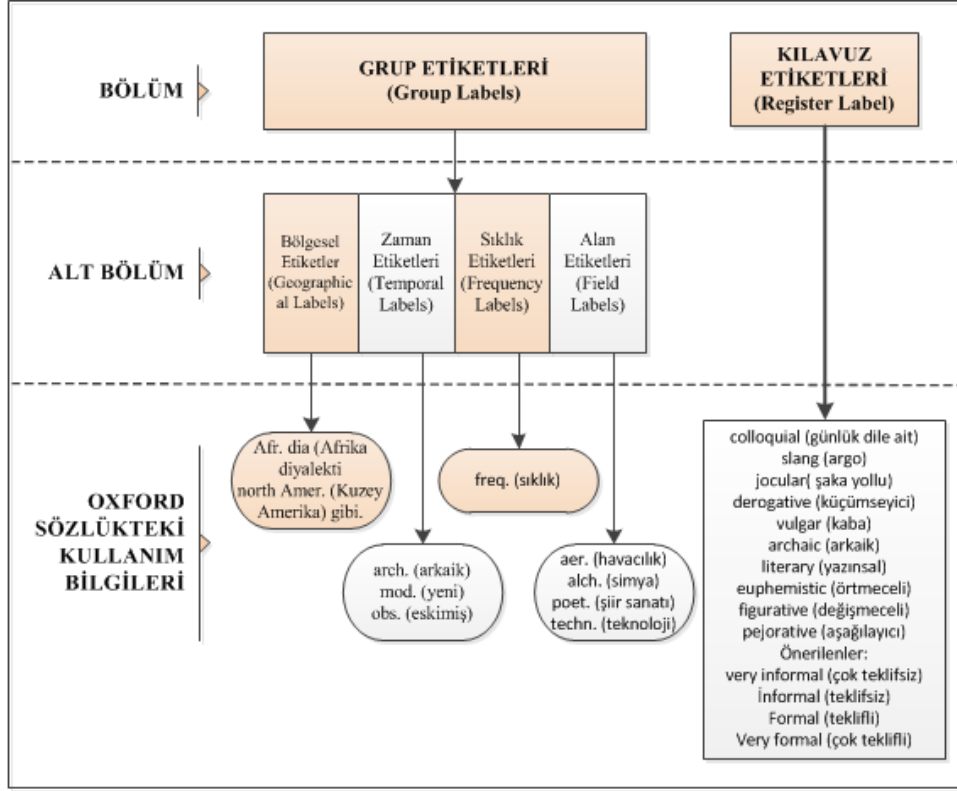 BÖLÜM
GRUP ETİKETLERİ
(Group Labels)
KILAVUZ
ETİKETLERİ
(Register Label)
ALT BÖLÜM
Bölgesel
Etiketler
(Geographic
al Labels)
Zaman
Etiketleri
(Temporal
Labels)
Sıklık
Etiketleri
(Frequency
Labels)
Alan
Etiketleri
(Field
Labels)
OXFORD
SÖZLÜKTEKİ
KULLANIM
BİLGİLERİ
Afr. dia (Afrika
diyalekti
north Amer. (Kuzey
Amerika) gibi.
arch. (arkaik)
mod. (yeni)
obs. (eskimiş)
freq. (sıklık)
aer. (havacılık)
alch. (simya)
poet. (şiir sanatı)
techn. (teknoloji)
colloquial (günlük dile ait)
slang (argo)
jocular( şaka yollu)
derogative (küçümseyici)
vulgar (kaba)
archaic (arkaik)
literary (yazınsal)
euphemistic (örtmeceli)
figurative (değişmeceli)
pejorative (aşağılayıcı)
Önerilenler:
very informal (çok teklifsiz)
İnformal (teklifsiz)
Formal (teklifli)
Very formal (çok teklifli)